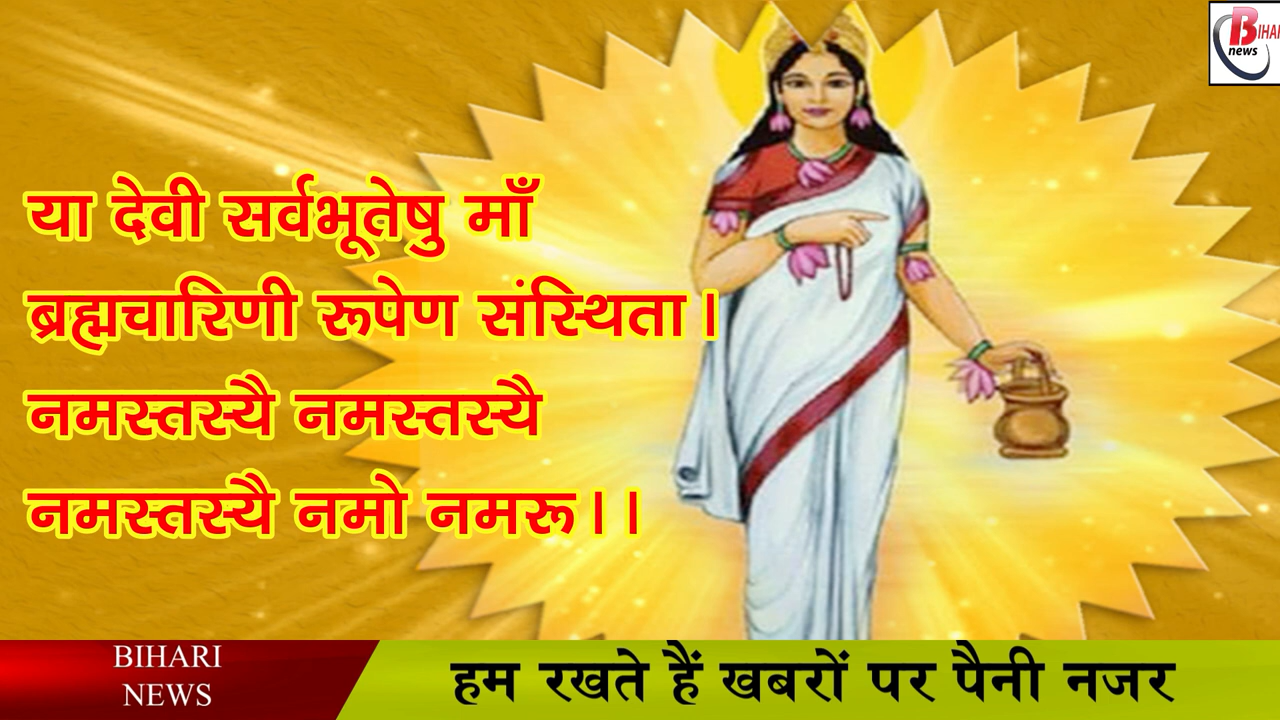 BIHARI
news
या देवी सर्वभूतेषु माँ
ब्रह्मचारिणी रूपेण संस्थिता।
नमस्तस्यै नमस्तस्यै
नमस्तस्यै नमो नमरू।।
BIHARI
NEWS
हम रखते हैं खबरों पर पैनी नजर